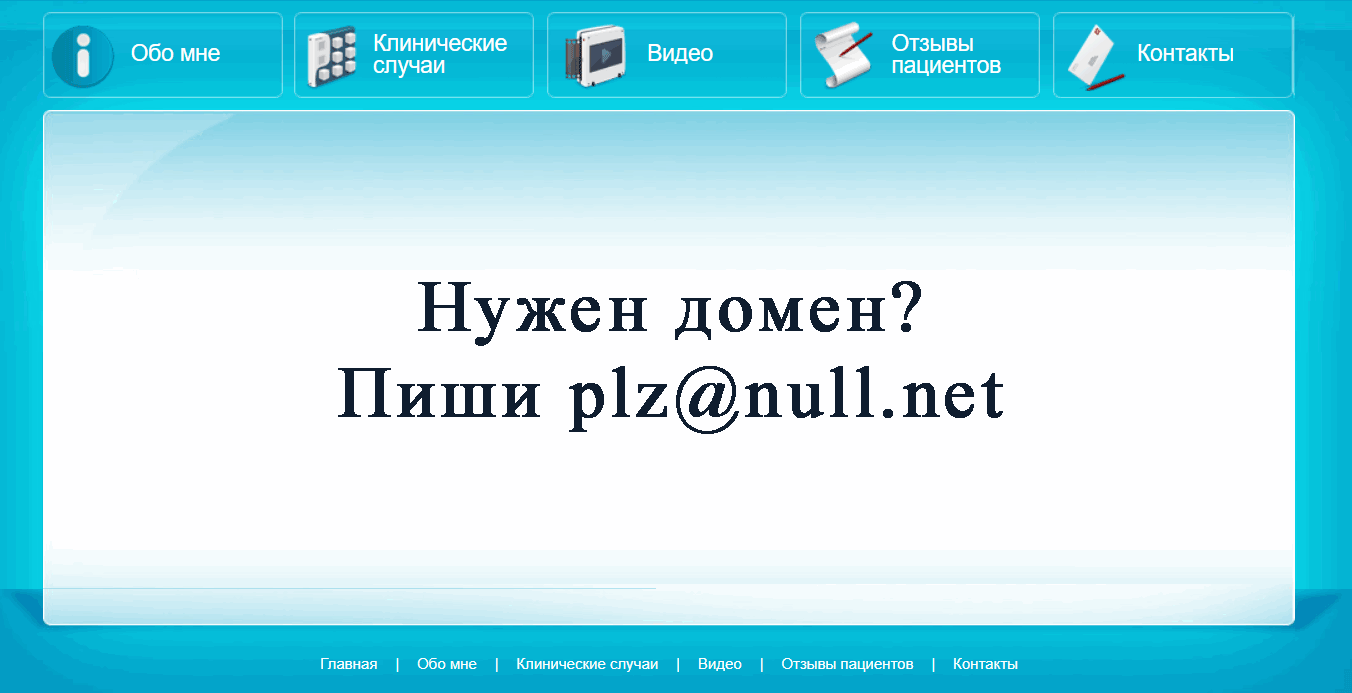 Обо мне
Клинические
случаи
Видео
Отзывы
пациентов
Контакты
Нужен домен?
Пиши plz@null.net
Главная | Обо мне | Клинические случаи | Видео | Отзывы пациентов | Контакты